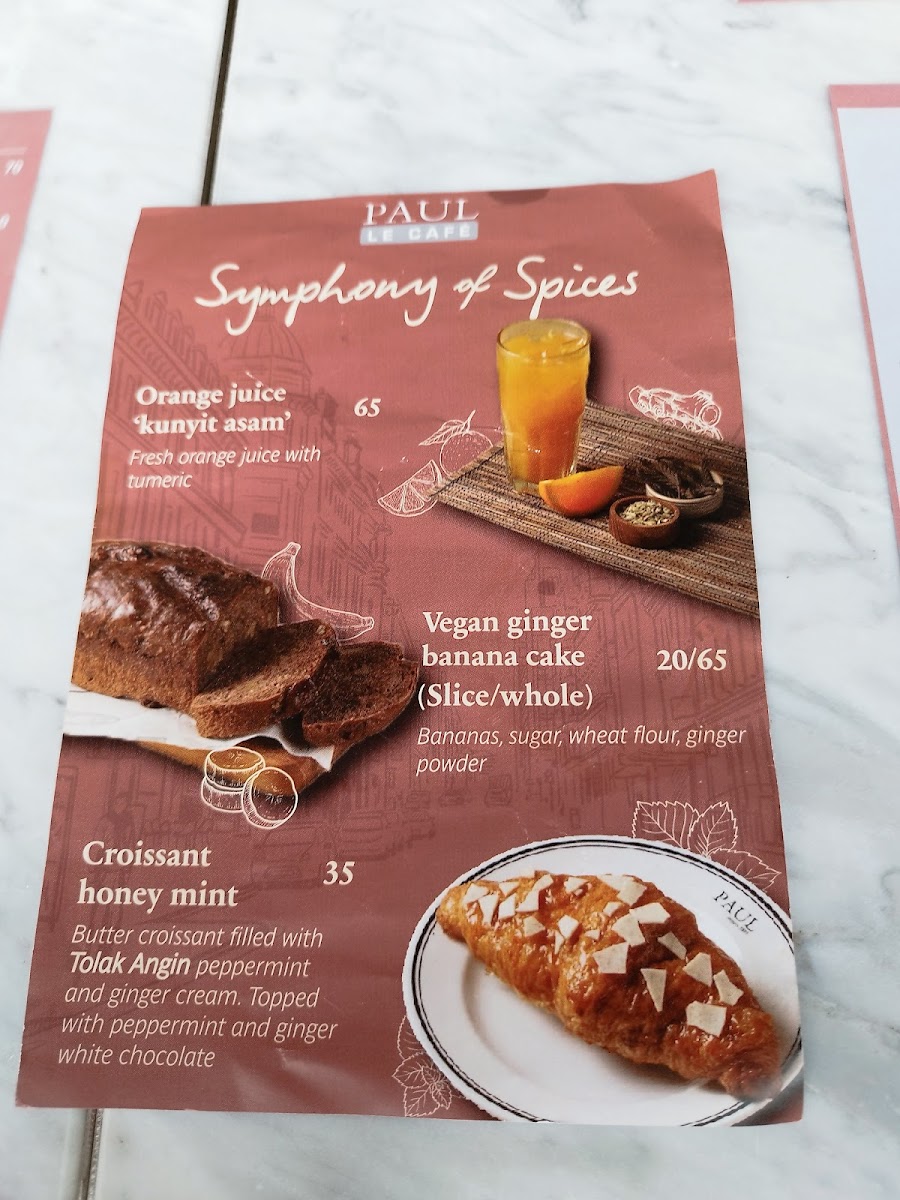 PAUL
LE CAFÉ
Symphony of Spices
Orange juice
'kunyit asam'
65
Fresh orange juice with
tumeric
Vegan ginger
banana cake
(Slice/whole)
20/65
Bananas, sugar, wheat flour, ginger
powder
Croissant
honey mint
35
Butter croissant filled with
Tolak Angin peppermint
and ginger cream. Topped
with peppermint and ginger
white chocolate
PAUL
70